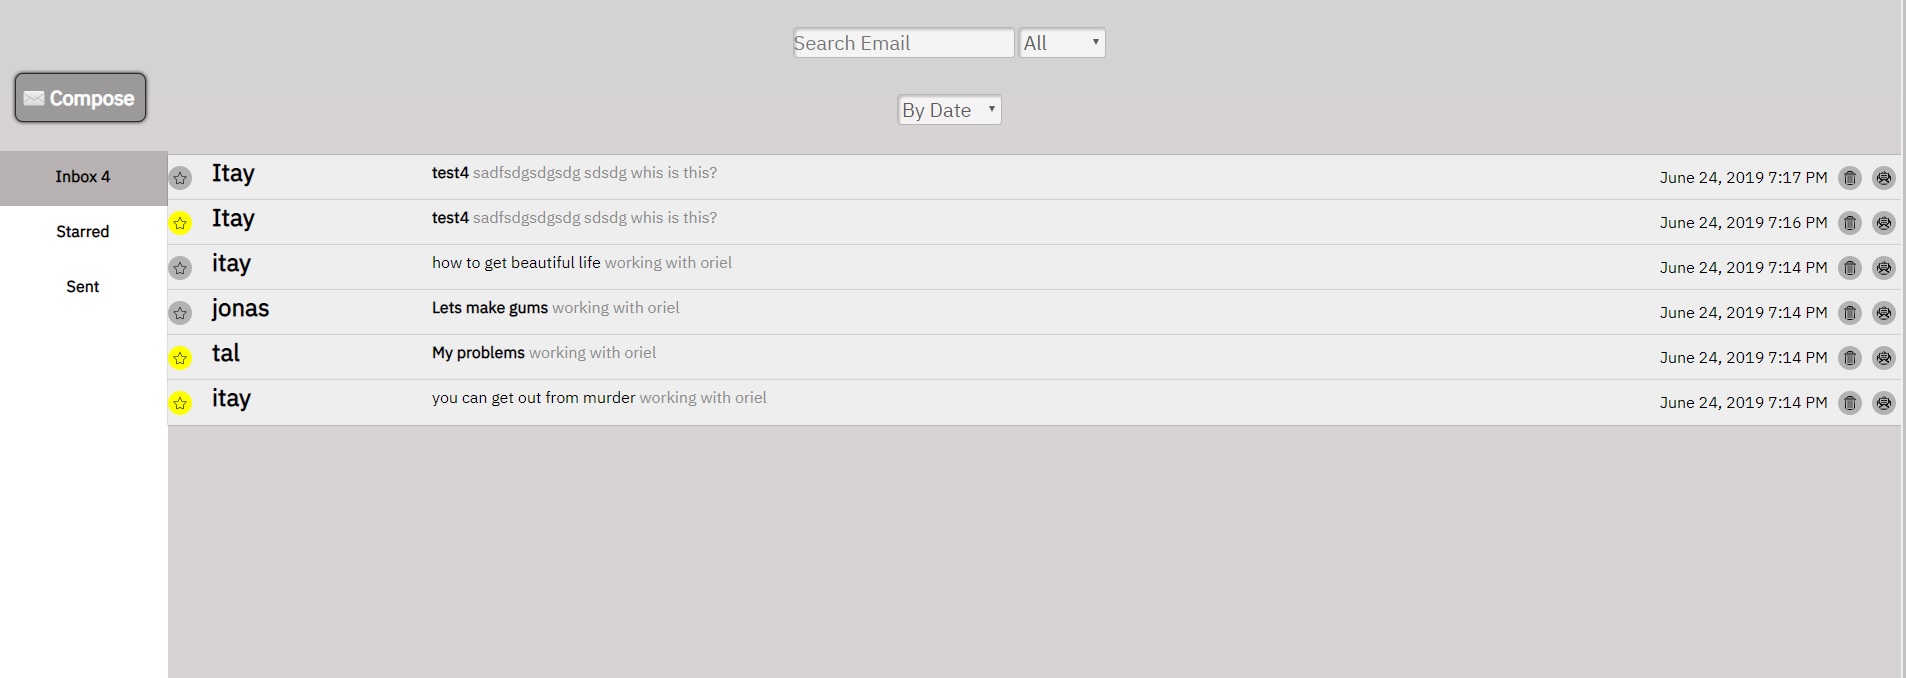 Search Email All
Compose
By Date
Inbox 4
Starred
Sent
Itay test4 sadfsdgsdgsdg sdsdg whis is this? June 24, 2019 7:17 PM
Itay test4 sadfsdgsdgsdg sdsdg whis is this? June 24, 2019 7:16 PM
itay how to get beautiful life working with oriel June 24, 2019 7:14 PM
jonas Lets make gums working with oriel June 24, 2019 7:14 PM
tal My problems working with oriel June 24, 2019 7:14 PM
itay you can get out from murder working with oriel June 24, 2019 7:14 PM